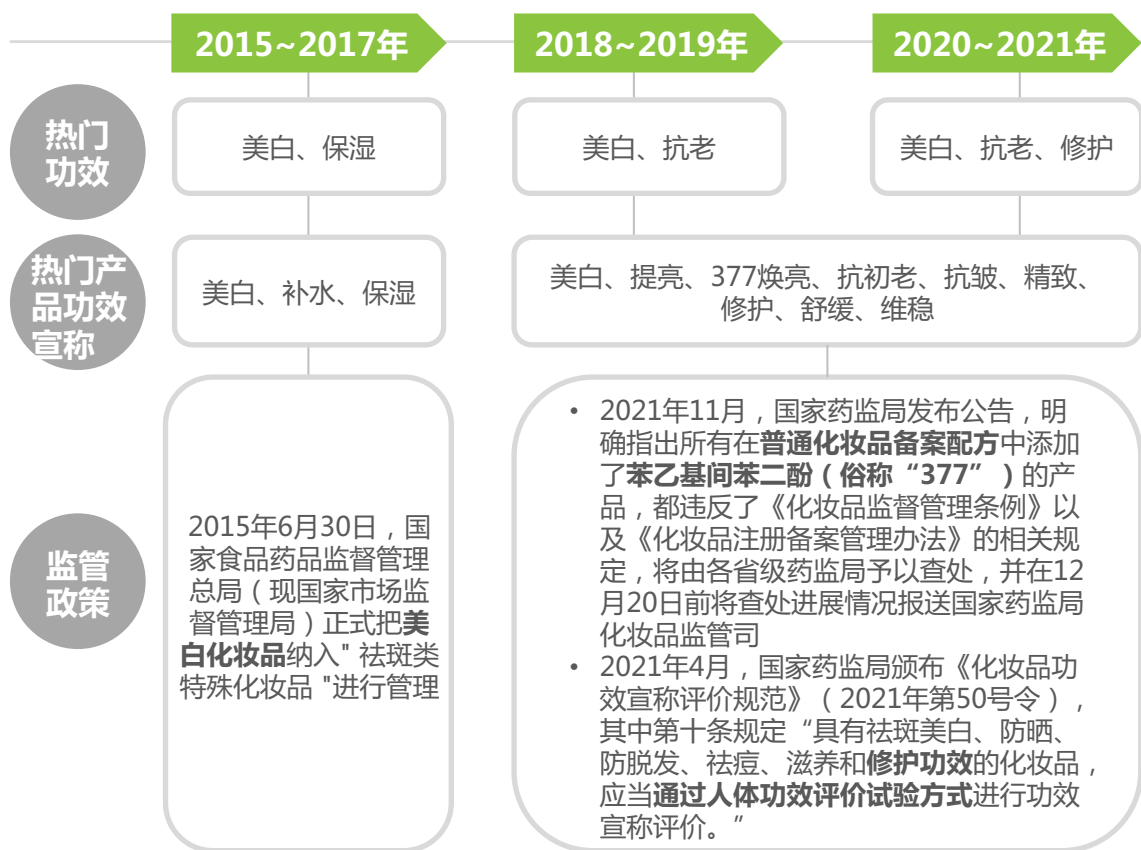 2015~2017年
2018~2019年
2020~2021年
热门
功效
美白、保湿
美白、抗老
美白、抗老、修护
热门产
品功效
宣称
美白、补水、保湿
美白、提亮、377焕亮、抗初老、抗皱、精致、
修护、舒缓、维稳
监管
政策
2015年6月30日，国
家食品药品监督管理
总局（现国家市场监
督管理局）正式把美
白化妆品纳入" 祛斑类
特殊化妆品 "进行管理
• 2021年11月，国家药监局发布公告，明
确指出所有在普通化妆品备案配方中添加
了苯乙基间苯二酚（俗称“377”）的产
品，都违反了《化妆品监督管理条例》以
及《化妆品注册备案管理办法》的相关规
定，将由各省级药监局予以查处，并在12
月20日前将查处进展情况报送国家药监局
化妆品监管司
• 2021年4月，国家药监局颁布《化妆品功
效宣称评价规范》（2021年第50号令），
其中第十条规定“具有祛斑美白、防晒、
防脱发、祛痘、滋养和修护功效的化妆品，
应当通过人体功效评价试验方式进行功效
宣称评价。”